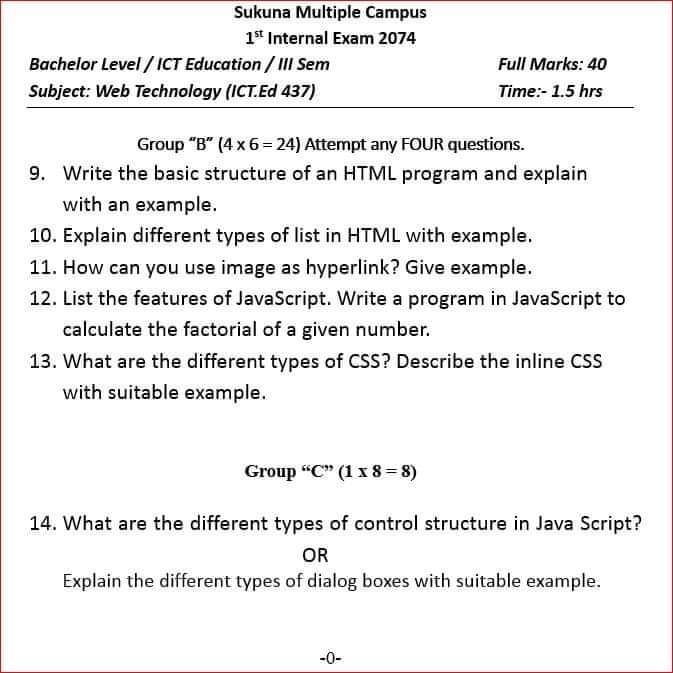 Sukuna Multiple Campus
1st Internal Exam 2074
Bachelor Level / ICT Education / III Sem Full Marks: 40
Subject: Web Technology (ICT.Ed 437) Time:- 1.5 hrs
Group “B” (4 x 6 = 24) Attempt any FOUR questions.
9. Write the basic structure of an HTML program and explain
with an example.
10. Explain different types of list in HTML with example.
11. How can you use image as hyperlink? Give example.
12. List the features of JavaScript. Write a program in JavaScript to
calculate the factorial of a given number.
13. What are the different types of CSS? Describe the inline CSS
with suitable example.
Group “C” (1 x 8 = 8)
14. What are the different types of control structure in Java Script?
OR
Explain the different types of dialog boxes with suitable example.
-0-